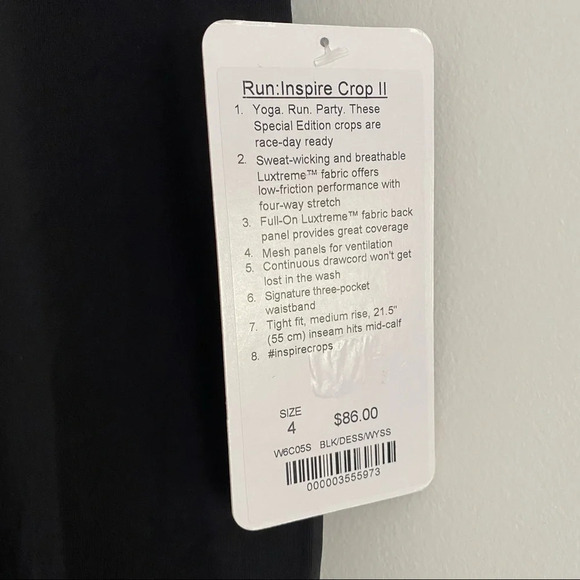 Run:Inspire Crop II
1. Yoga. Run. Party. These
Special Edition crops are
race-day ready
2. Sweat-wicking and breathable
Luxtreme™ fabric offers
low-friction performance with
four-way stretch
3. Full-On Luxtreme™ fabric back
panel provides great coverage
4. Mesh panels for ventilation
5. Continuous drawcord won't get
lost in the wash
6. Signature three-pocket
waistband
7. Tight fit, medium rise, 21.5"
(55 cm) inseam hits mid-calf
8. #inspirecrops
SIZE
4
$86.00
W6C05S BLK/DESS/WYSS
000003555973